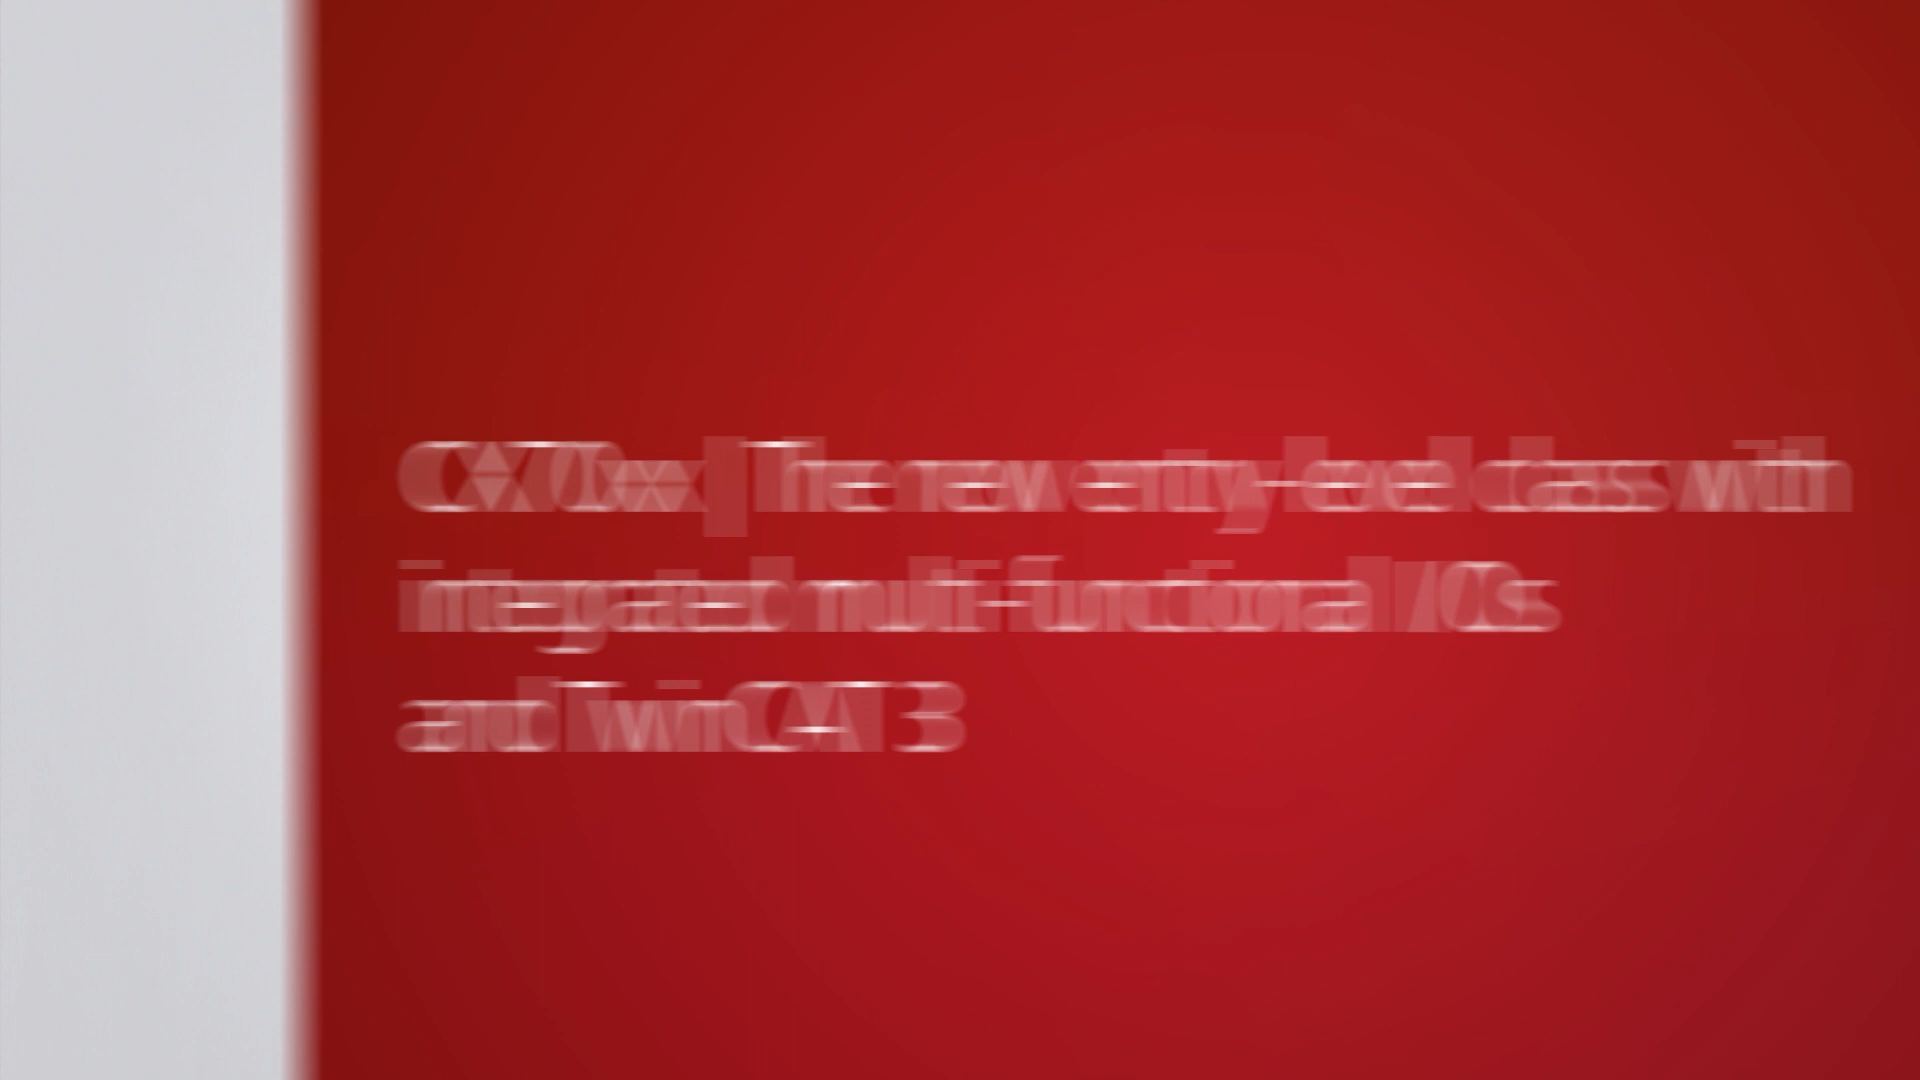 CX70xx | The new entry-level class with
integrated multi-functional I/Os
and TwinCAT 3